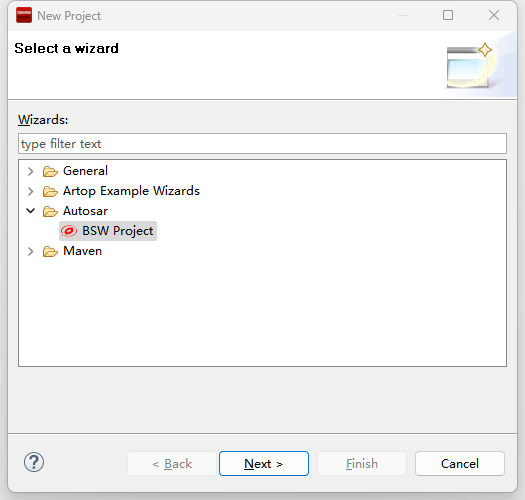 New Project
Select a wizard
Wizards:
type filter text
General
Artop Example Wizards
Autosar
BSW Project
Maven
?
< Back
Next >
Finish
Cancel